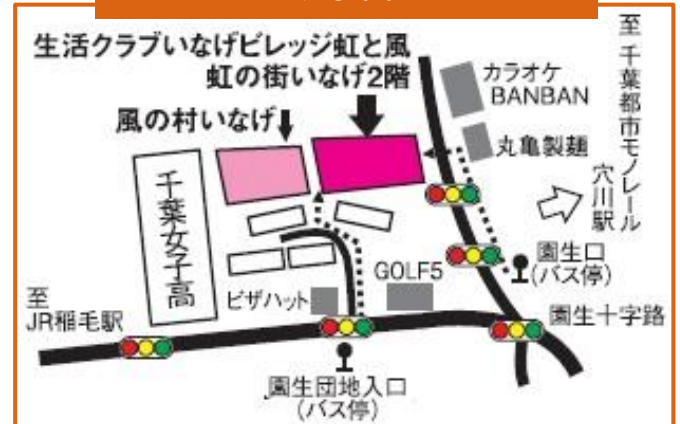 生活クラブいなげビレッジ虹と風
虹の街いなげ2階
風の村いなげ
カラオケ
BANBAN
丸亀製麺
至 千葉都市モノレール
穴川駅
千葉女子高
園生口
(バス停)
GOLF5
ピザハット
至
JR稲毛駅
園生十字路
園生団地入口
(バス停)